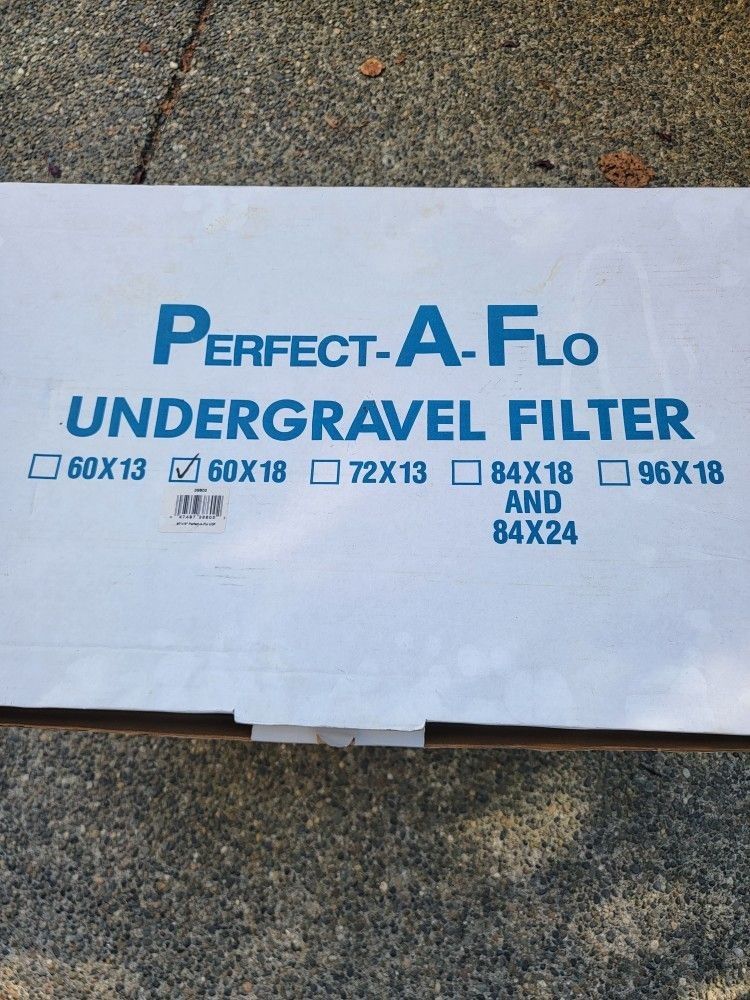 PERFECT-A-FLO
UNDERGRAVEL FILTER
60X13 60X18 72X13 84X18 96X18
AND
84X24